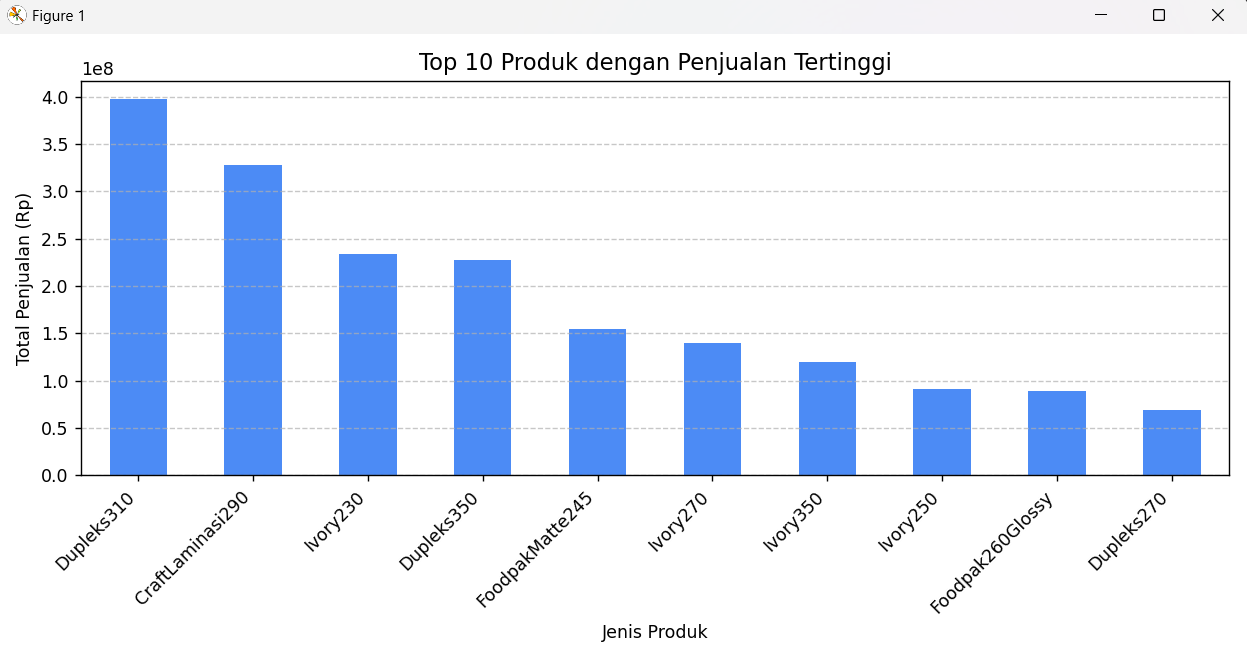 Figure 1
Top 10 Produk dengan Penjualan Tertinggi
1e8
4.0
3.5
3.0
2.5
2.0
1.5
1.0
0.5
0.0
Total Penjualan (Rp)
Dupleks310
CraftLaminasi290
Ivory230
Dupleks350
FoodpakMatte245
Ivory270
Ivory350
Ivory250
Foodpak260Glossy
Dupleks270
Jenis Produk